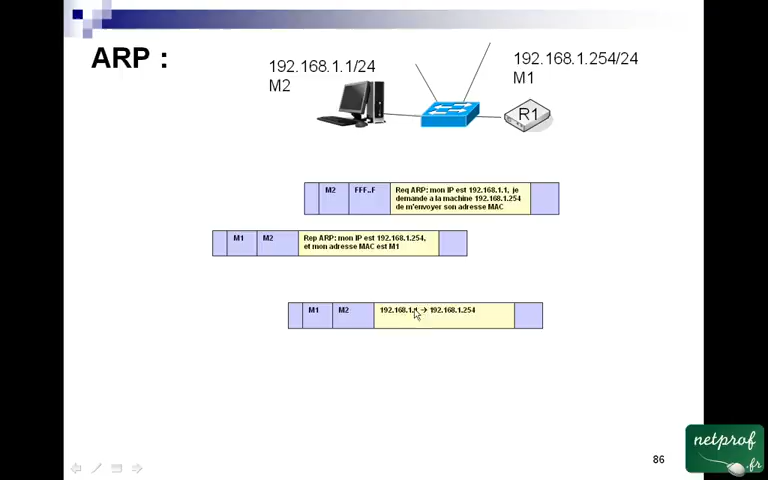 ARP :
192.168.1.1/24
M2
192.168.1.254/24
M1
R1
M2
FFF..F
Req ARP: mon IP est 192.168.1.1, je
demande a la machine 192.168.1.254
de m'envoyer son adresse MAC
M1
M2
Rep ARP: mon IP est 192.168.1.254,
et mon adresse MAC est M1
M1
M2
192.168.1.1 → 192.168.1.254
86
netprof
.fr